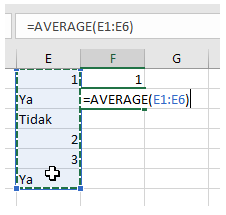 =AVERAGE(E1:E6)
E F G
1 1
Ya =AVERAGE(E1:E6)
Tidak
2
3
Ya